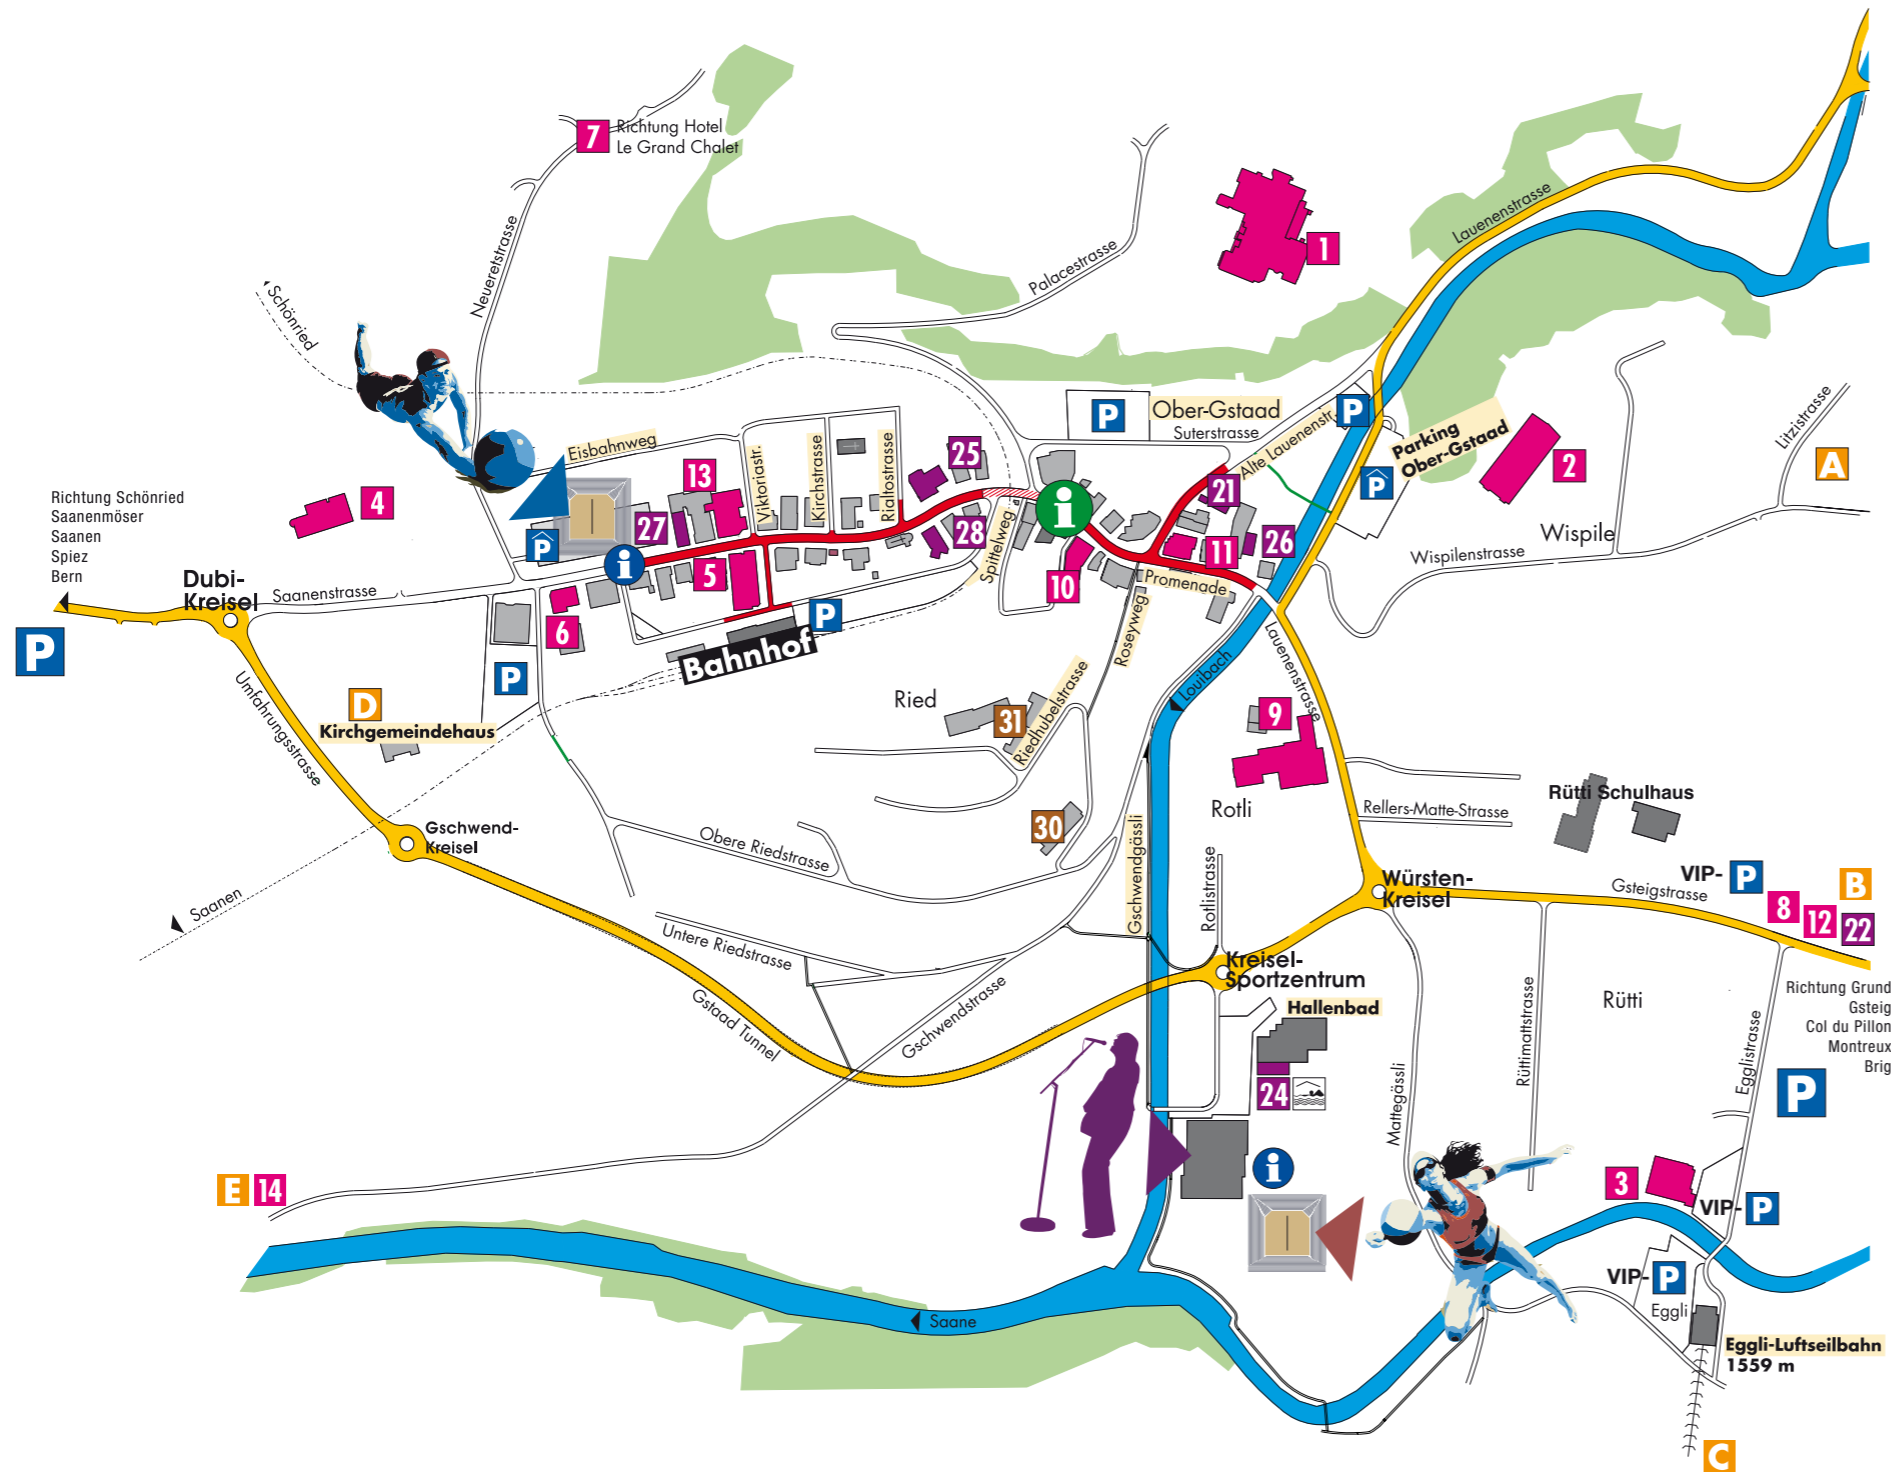 7
Richtung Hotel
Le Grand Chalet
Neueretstrasse
Schönried
Palacestrasse
1
Lauenenstrasse
P
Ober-Gstaad
Suterstrasse
Alte Lauenenstr.
P
Parking
Ober-Gstaad
P
2
Litzistrasse
A
Wispile
Wispilenstrasse
Richtung Schönried
Saanenmöser
Saanen
Spiez
Bern
4
Eisbahnweg
P
27
13
Viktoriastr.
Kirchstrasse
Rialtostrasse
25
28
Spittelweg
i
i
21
26
11
10
Promenade
Roseyweg
5
6
P
Bahnhof
Dubi-
Kreisel
Saanenstrasse
P
P
D
Kirchgemeindehaus
Umfahrungsstrasse
Gschwend-
Kreisel
Saanen
Ried
31
Riedhubelstrasse
30
Louibach
Lauenenstrasse
9
Rotli
Rellers-Matte-Strasse
Rütti Schulhaus
Obere Riedstrasse
Untere Riedstrasse
Gstaad Tunnel
Gschwendstrasse
Gschwendgässli
Rotlistrasse
Würsten-
Kreisel
Gsteigstrasse
VIP-
P
B
8
12
22
Kreisel-
Sportzentrum
Hallenbad
24
i
Mattegässli
Rüttimattstrasse
Rütti
Egglistrasse
Richtung Grund
Gsteig
Col du Pillon
Montreux
Brig
P
3
VIP-
P
VIP-
P
Eggli
Eggli-Luftseilbahn
1559 m
C
E
14
Saane